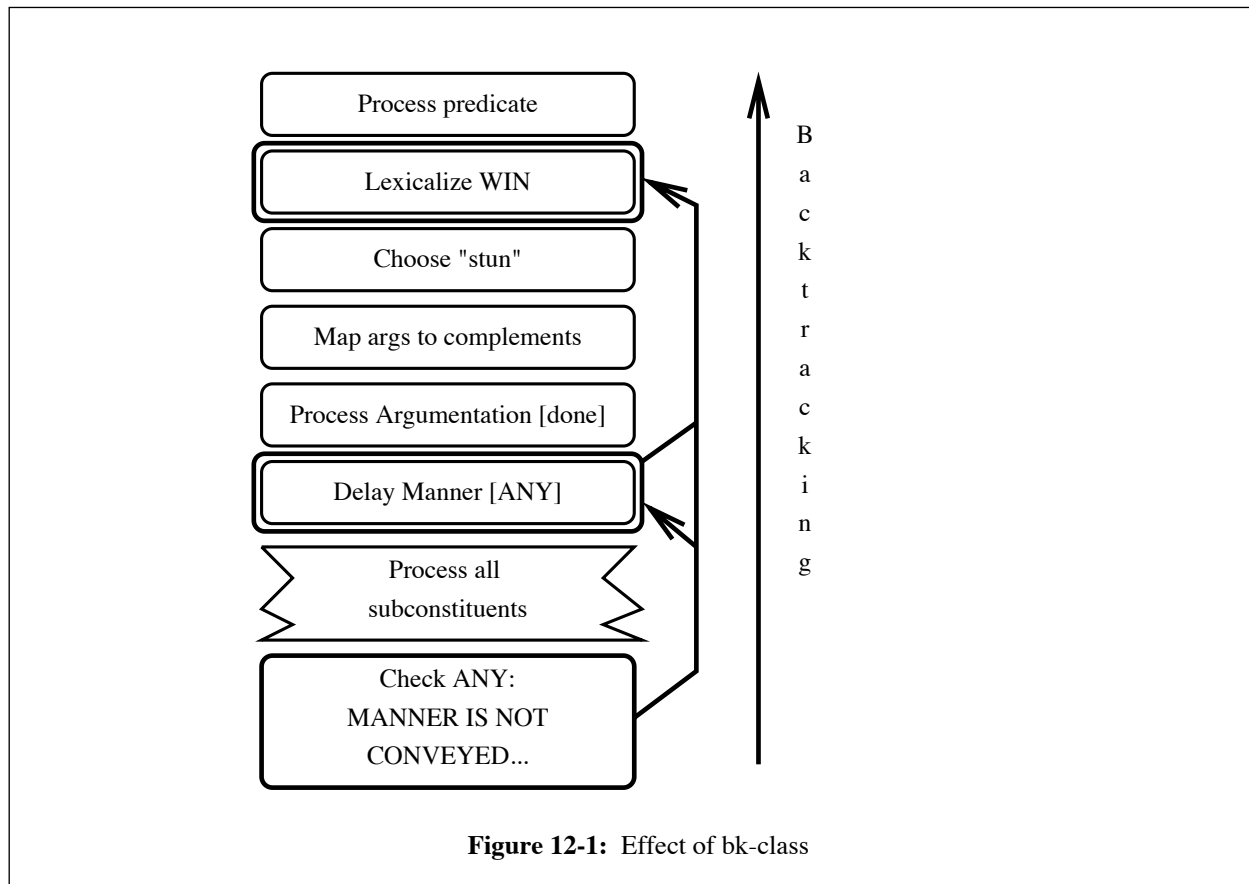 Process predicate
Lexicalize WIN
Choose "stun"
Map args to complements
Process Argumentation [done]
Delay Manner [ANY]
Process all
subconstituents
Check ANY:
MANNER IS NOT
CONVEYED...
B
a
c
k
t
r
a
c
k
i
n
g
Figure 12-1: Effect of bk-class